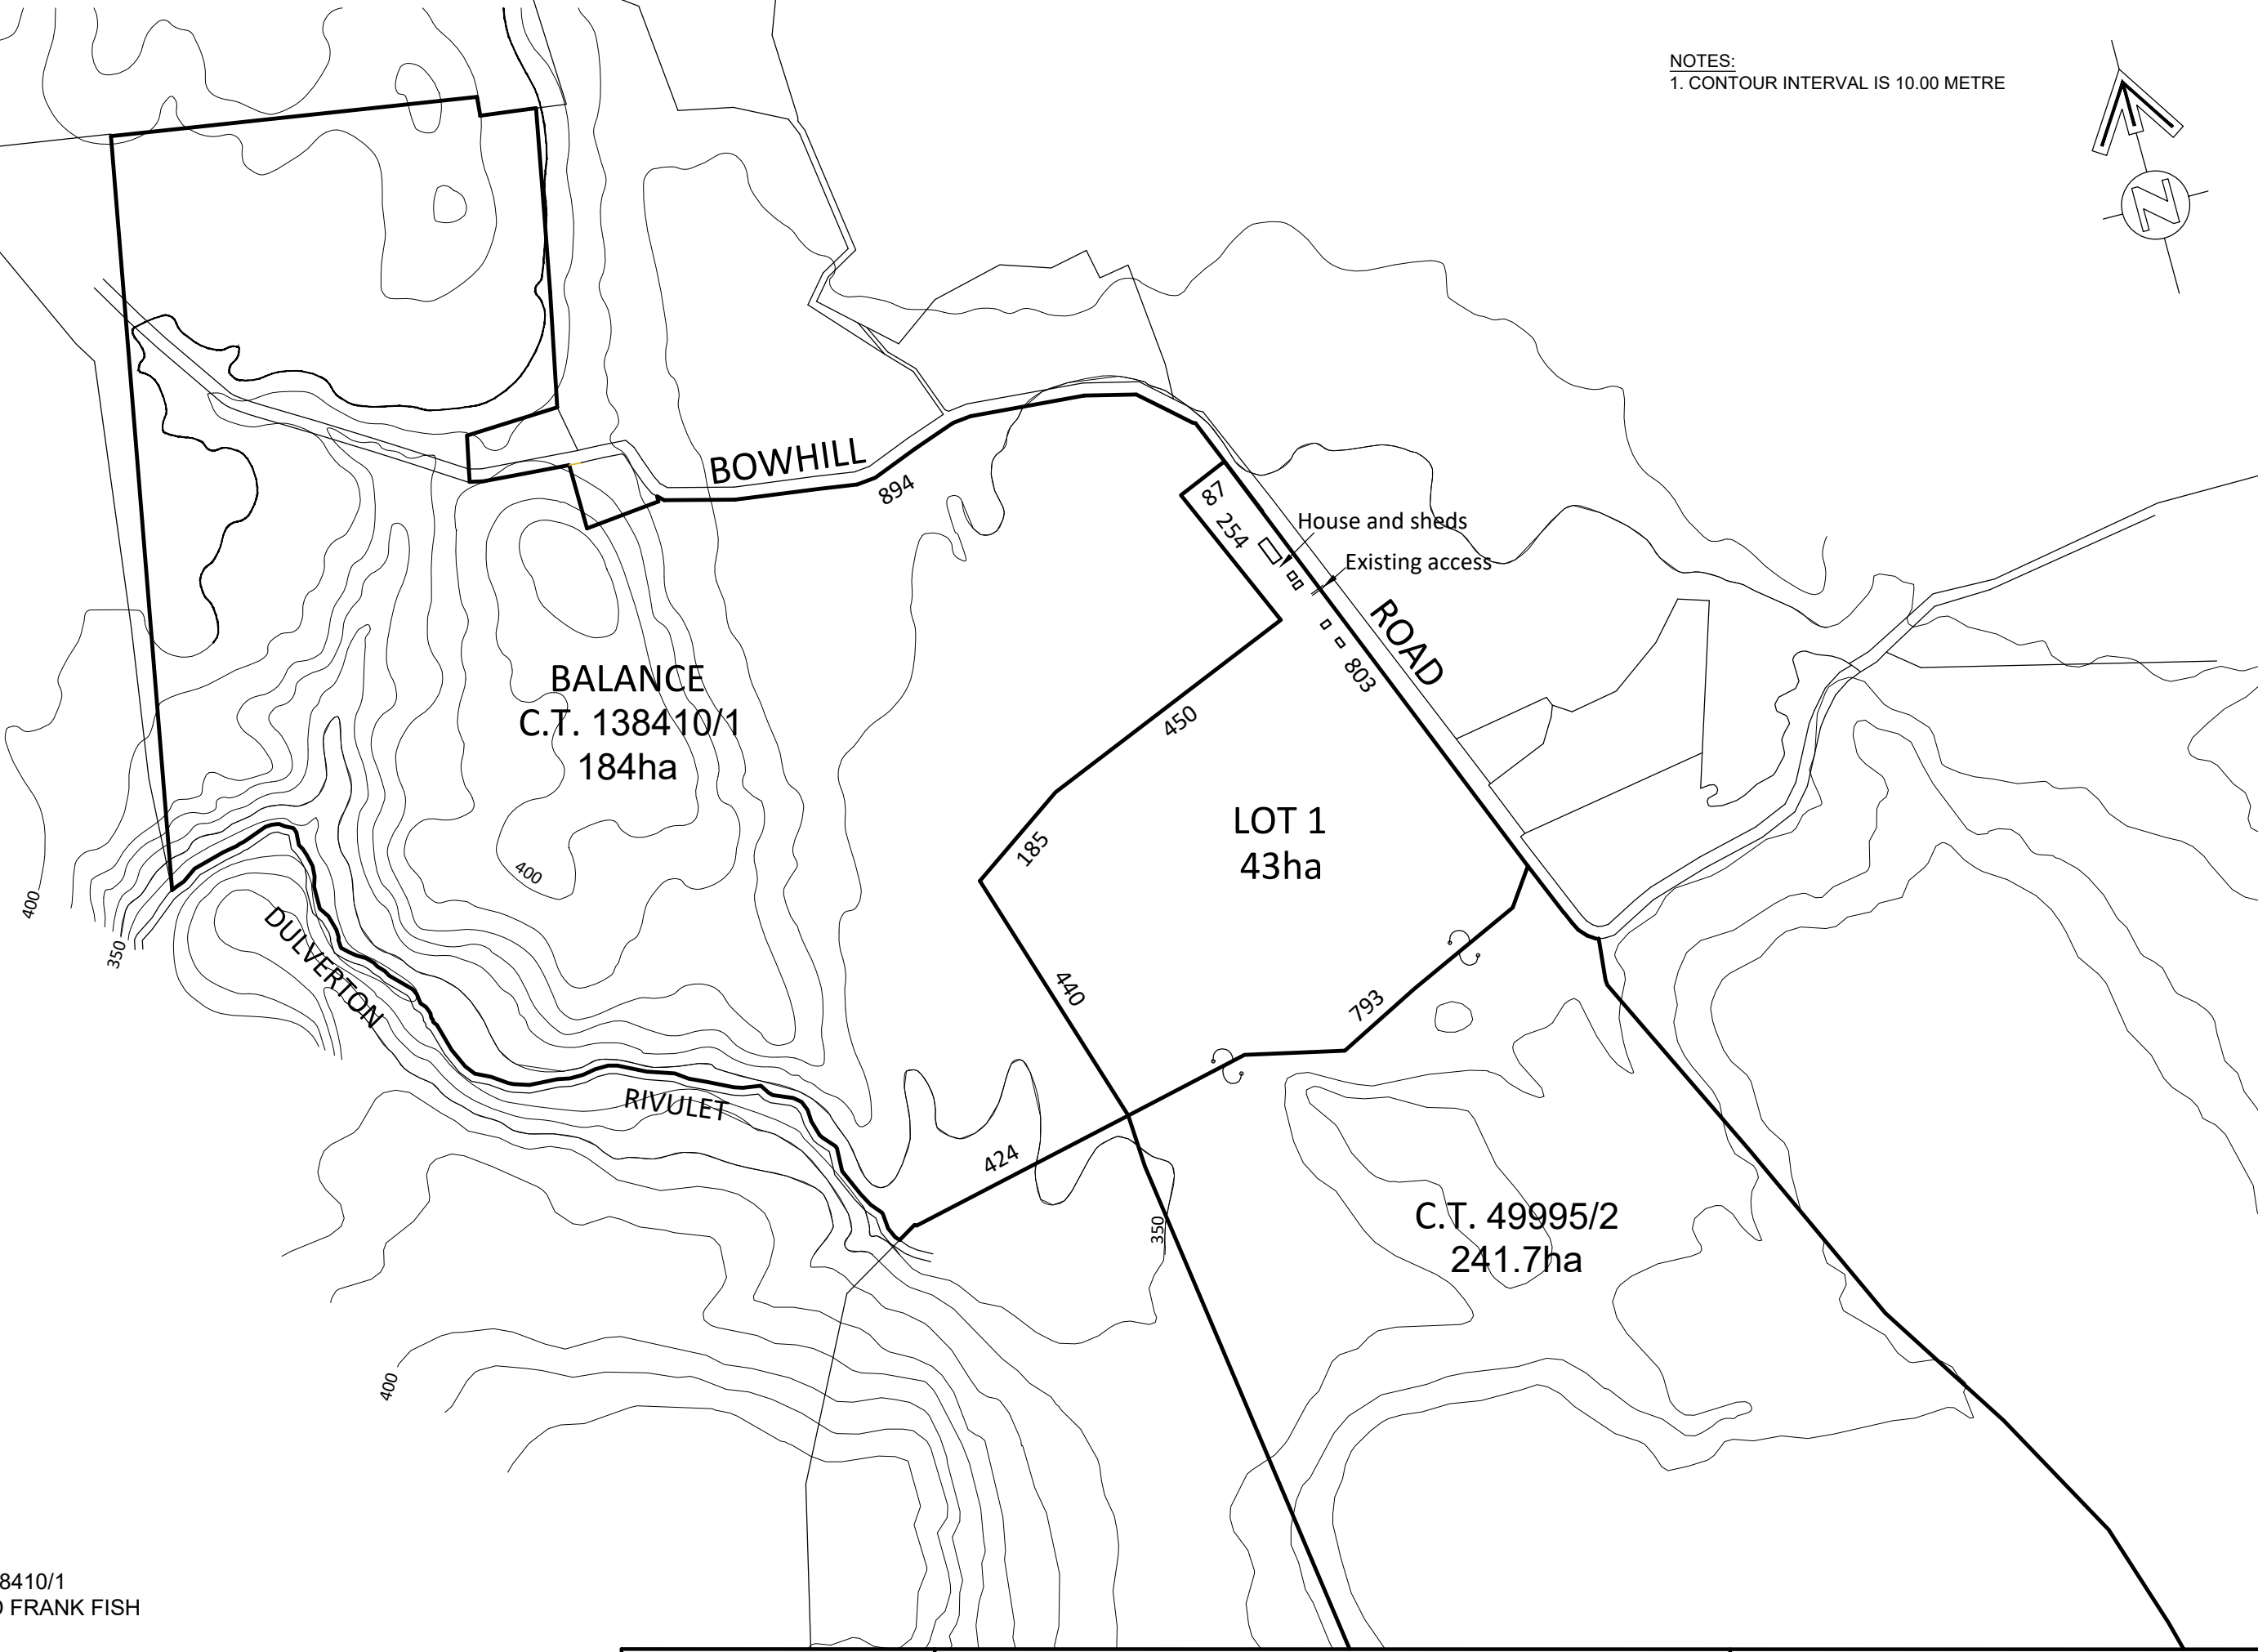 NOTES:
1. CONTOUR INTERVAL IS 10.00 METRE
N
BOWHILL
894
87
254
House and sheds
Existing access
ROAD
803
450
BALANCE
C.T. 138410/1
184ha
LOT 1
43ha
185
400
400
350
DULVERTON
440
793
RIVULET
424
350
C.T. 49995/2
241.7ha
400
8410/1
FRANK FISH